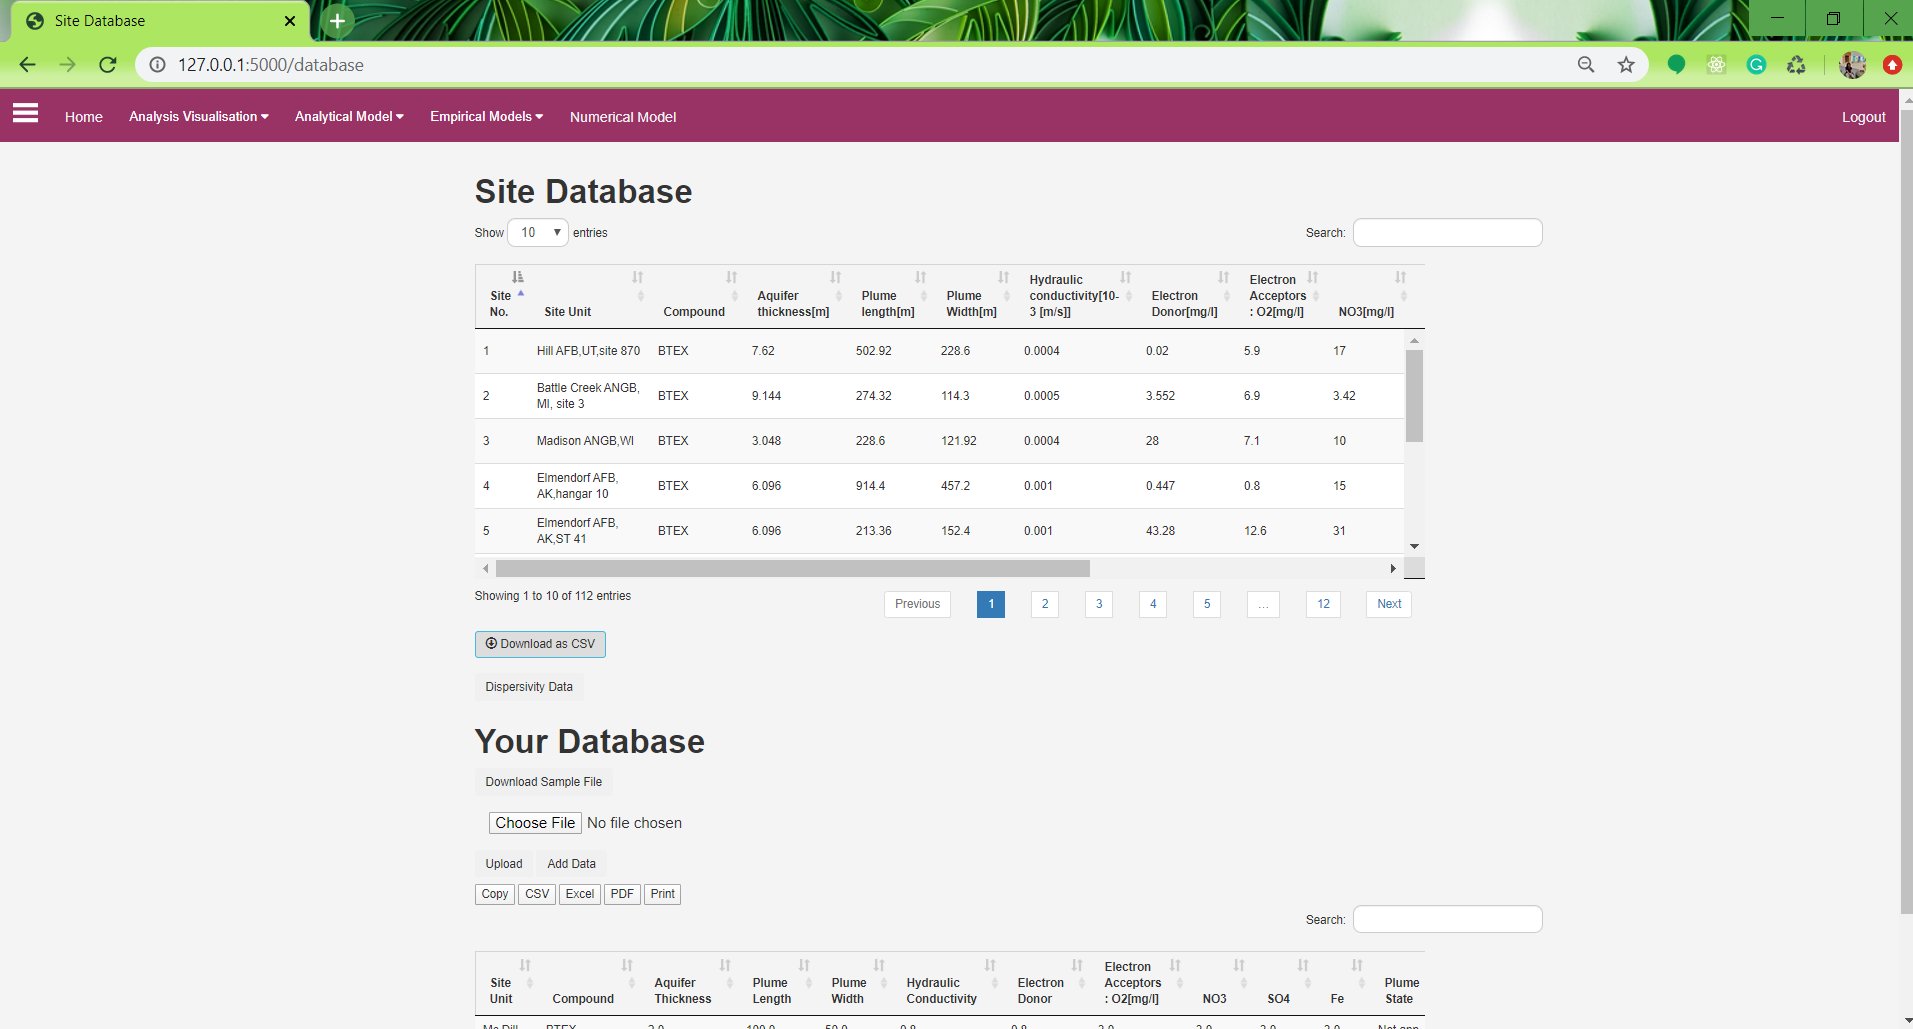 Site Database
127.0.0.1:5000/database
Home Analysis Visualisation Analytical Model Empirical Models Numerical Model Logout
Site Database
Show 10 entries Search:
Site No. Site Unit Compound Aquifer thickness[m] Plume length[m] Plume Width[m] Hydraulic conductivity[10-3 [m/s]] Electron Donor[mg/l] Electron Acceptors : O2[mg/l] NO3[mg/l]
1 Hill AFB,UT,site 870 BTEX 7.62 502.92 228.6 0.0004 0.02 5.9 17
2 Battle Creek ANGB, MI, site 3 BTEX 9.144 274.32 114.3 0.0005 3.552 6.9 3.42
3 Madison ANGB,WI BTEX 3.048 228.6 121.92 0.0004 28 7.1 10
4 Elmendorf AFB, AK,hangar 10 BTEX 6.096 914.4 457.2 0.001 0.447 0.8 15
5 Elmendorf AFB, AK,ST 41 BTEX 6.096 213.36 152.4 0.001 43.28 12.6 31
Showing 1 to 10 of 112 entries Previous 1 2 3 4 5 … 12 Next
Download as CSV
Dispersivity Data
Your Database
Download Sample File
Choose File No file chosen
Upload Add Data
Copy CSV Excel PDF Print
Search:
Site Unit Compound Aquifer Thickness Plume Length Plume Width Hydraulic Conductivity Electron Donor Electron Acceptors : O2[mg/l] NO3 SO4 Fe Plume State